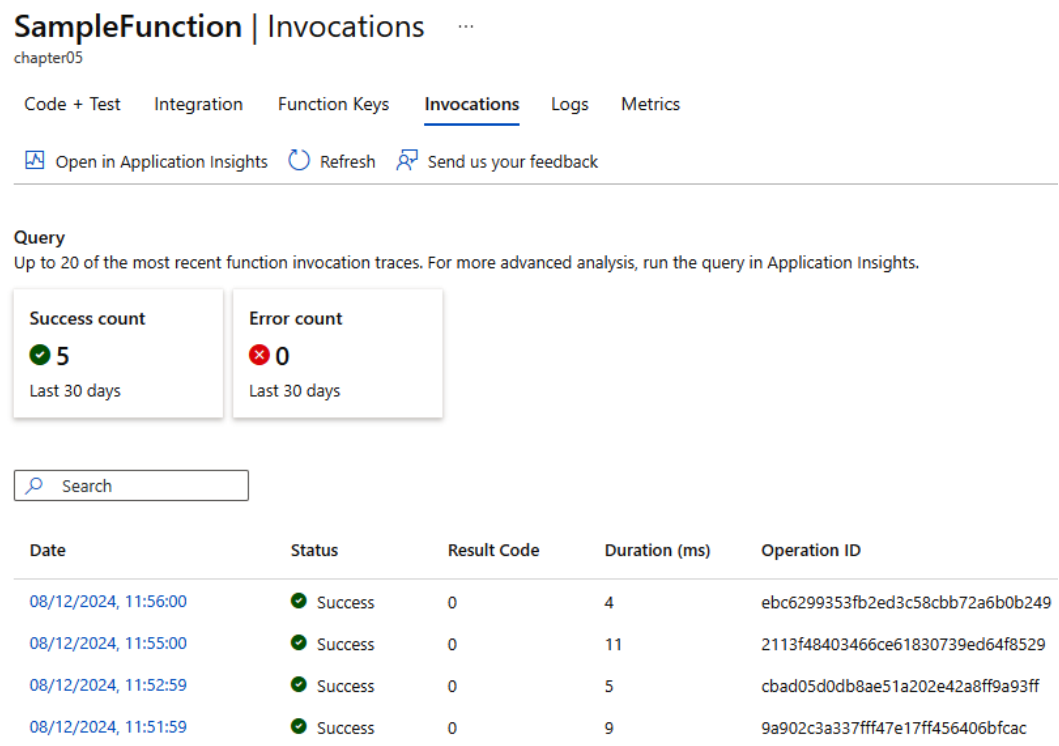 SampleFunction | Invocations ...
chapter05
Code + Test Integration Function Keys Invocations Logs Metrics
Open in Application Insights Refresh Send us your feedback
Query
Up to 20 of the most recent function invocation traces. For more advanced analysis, run the query in Application Insights.
Success count Error count
5 0
Last 30 days Last 30 days
Search
Date Status Result Code Duration (ms) Operation ID
08/12/2024, 11:56:00 Success 0 4 ebc6299353fb2ed3c58cbb72a6b0b249
08/12/2024, 11:55:00 Success 0 11 2113f48403466ce61830739ed64f8529
08/12/2024, 11:52:59 Success 0 5 cbad05d0db8ae51a202e42a8ff9a93ff
08/12/2024, 11:51:59 Success 0 9 9a902c3a337fff47e17ff456406bfcac